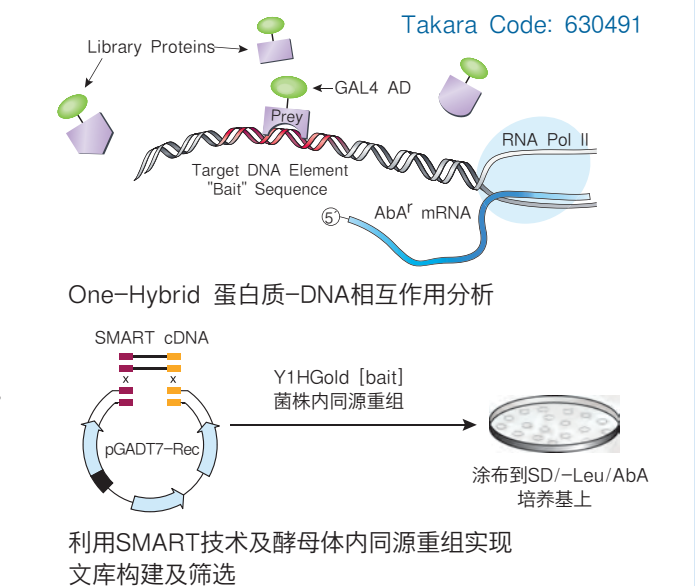 Takara Code: 630491
Library Proteins
GAL4 AD
Prey
RNA Pol II
Target DNA Element
"Bait" Sequence
5'
AbAʳ mRNA
One-Hybrid 蛋白质-DNA相互作用分析
SMART cDNA
x x
Y1HGold [bait]
菌株内同源重组
pGADT7-Rec
涂布到SD/-Leu/AbA
培养基上
利用SMART技术及酵母体内同源重组实现
文库构建及筛选